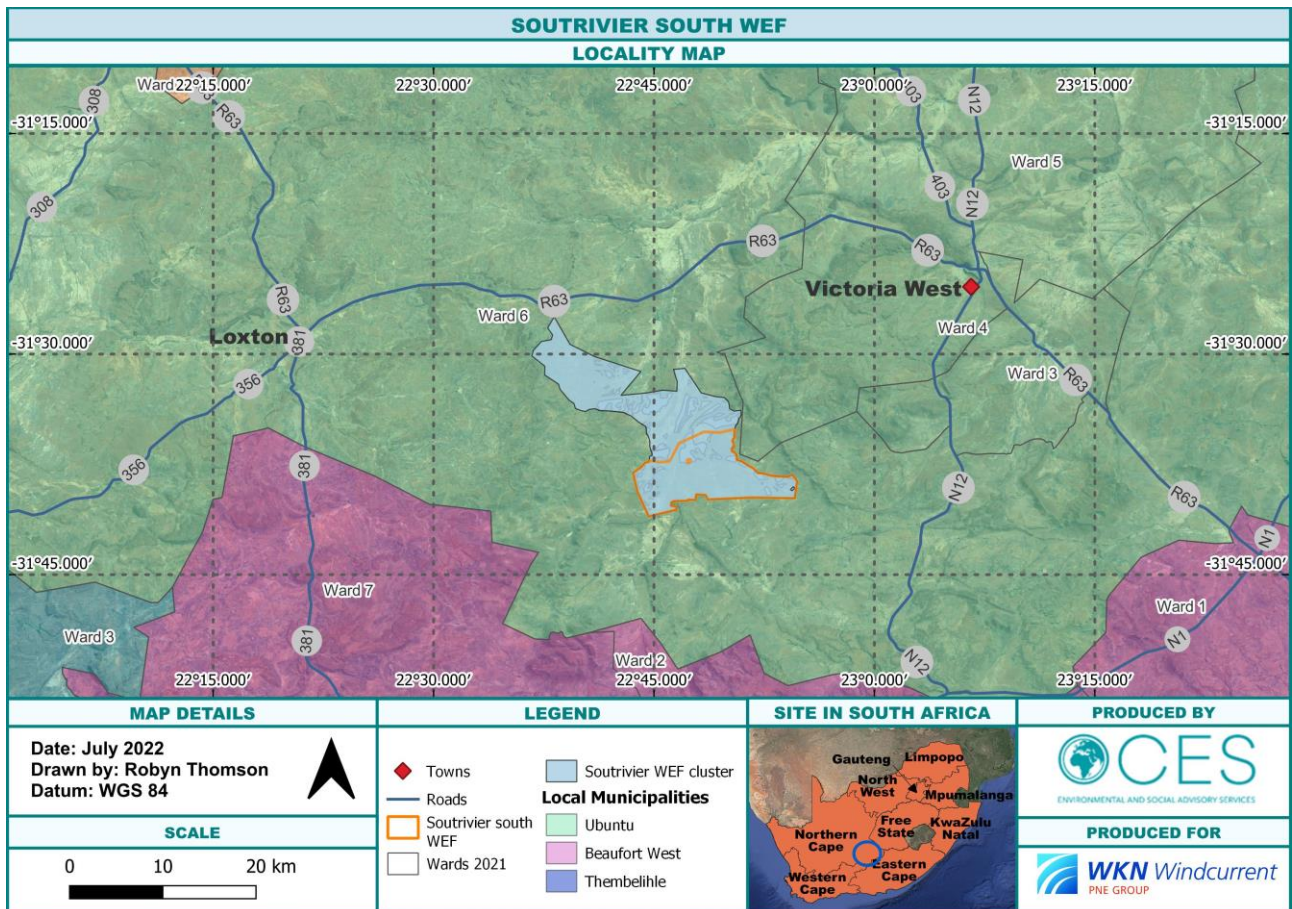 SOUTRIVIER SOUTH WEF
LOCALITY MAP
Ward
22°15.000'
22°30.000'
22°45.000'
23°0.000'
23°15.000'
308
R63
403
N12
-31°15.000'
-31°15.000'
Ward 5
308
403
N12
R63
R63
R63
R63
Victoria West
Ward 6
Ward 4
Loxton
381
-31°30.000'
-31°30.000'
356
Ward 3
R63
356
381
N12
R63
N1
-31°45.000'
-31°45.000'
Ward 7
Ward 1
Ward 3
381
N1
Ward 2
N12
22°15.000'
22°30.000'
22°45.000'
23°0.000'
23°15.000'
MAP DETAILS
Date: July 2022
Drawn by: Robyn Thomson
Datum: WGS 84
SCALE
0 10 20 km
LEGEND
Towns
Roads
Soutrivier south
WEF
Wards 2021
Soutrivier WEF cluster
Local Municipalities
Ubuntu
Beaufort West
Thembelihle
SITE IN SOUTH AFRICA
Limpopo
Gauteng
North
West
Mpumalanga
Free
State
KwaZulu
Natal
Northern
Cape
Eastern
Cape
Western
Cape
PRODUCED BY
CES
ENVIRONMENTAL AND SOCIAL ADVISORY SERVICES
PRODUCED FOR
WKN Windcurrent
PNE GROUP